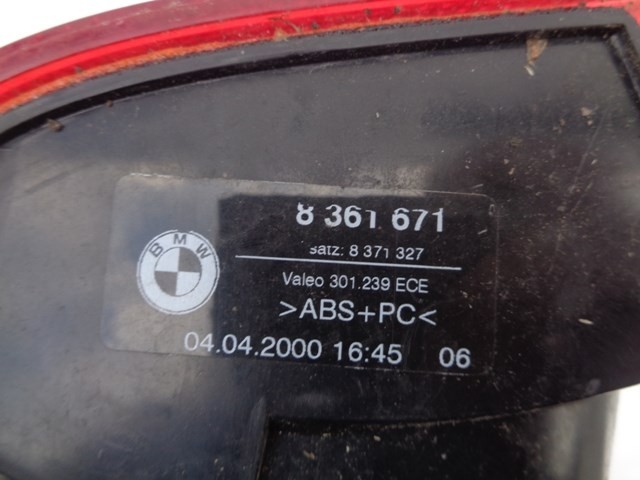 BMW
8 361 671
satz: 8 371 327
Valeo 301.239 ECE
>ABS+PC<
04.04.2000 16:45 06